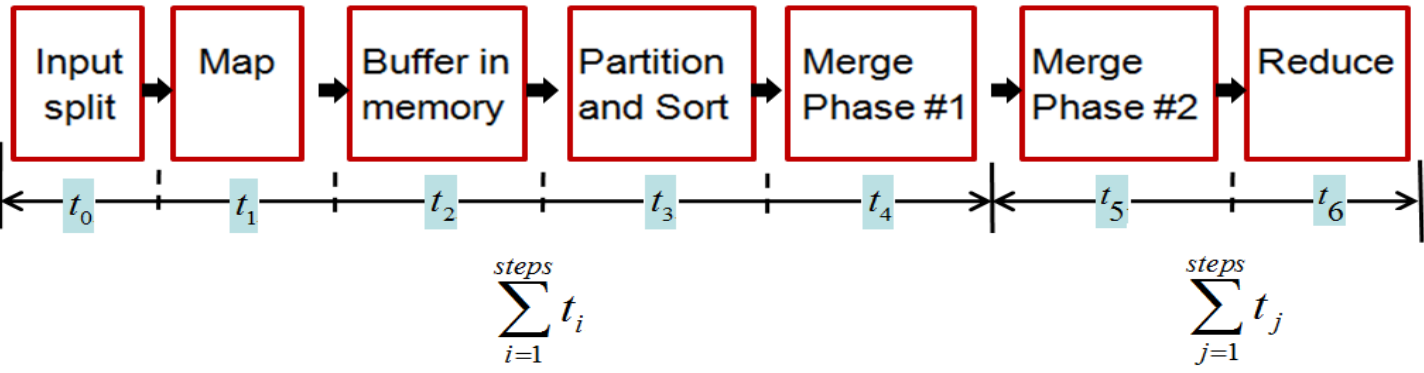 Input
split
Map
Buffer in
memory
Partition
and Sort
Merge
Phase #1
Merge
Phase #2
Reduce
t₀
t₁
t₂
t₃
t₄
t₅
t₆
steps
∑ tᵢ
i=1
steps
∑ tⱼ
j=1